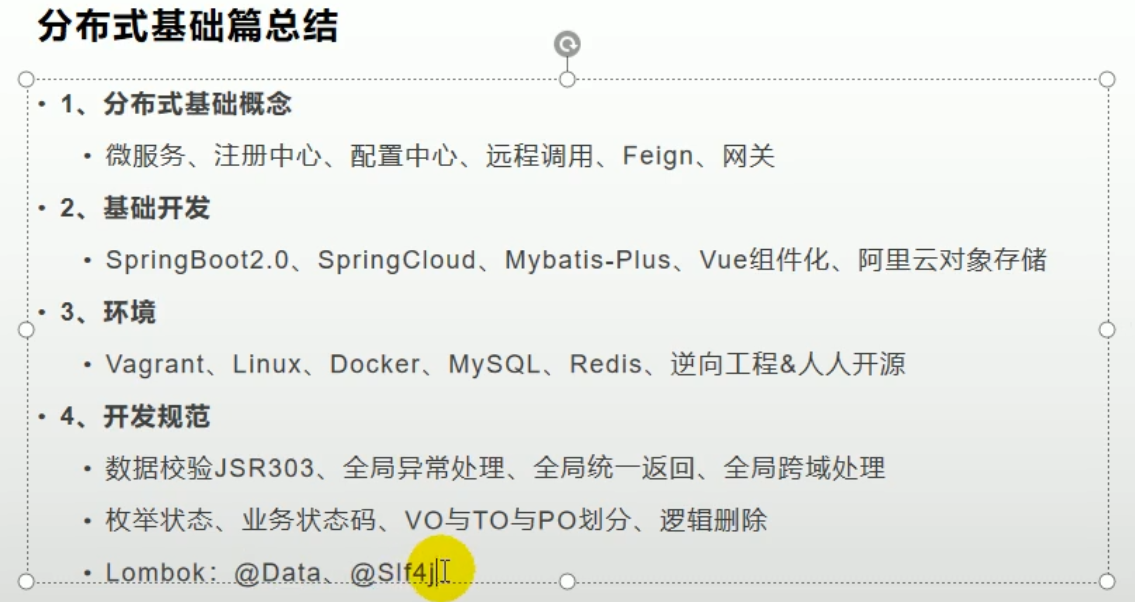 分布式基础篇总结
• 1、分布式基础概念
• 微服务、注册中心、配置中心、远程调用、Feign、网关
• 2、基础开发
• SpringBoot2.0、SpringCloud、Mybatis-Plus、Vue组件化、阿里云对象存储
• 3、环境
• Vagrant、Linux、Docker、MySQL、Redis、逆向工程&人人开源
• 4、开发规范
• 数据校验JSR303、全局异常处理、全局统一返回、全局跨域处理
• 枚举状态、业务状态码、VO与TO与PO划分、逻辑删除
• Lombok：@Data、@Slf4j